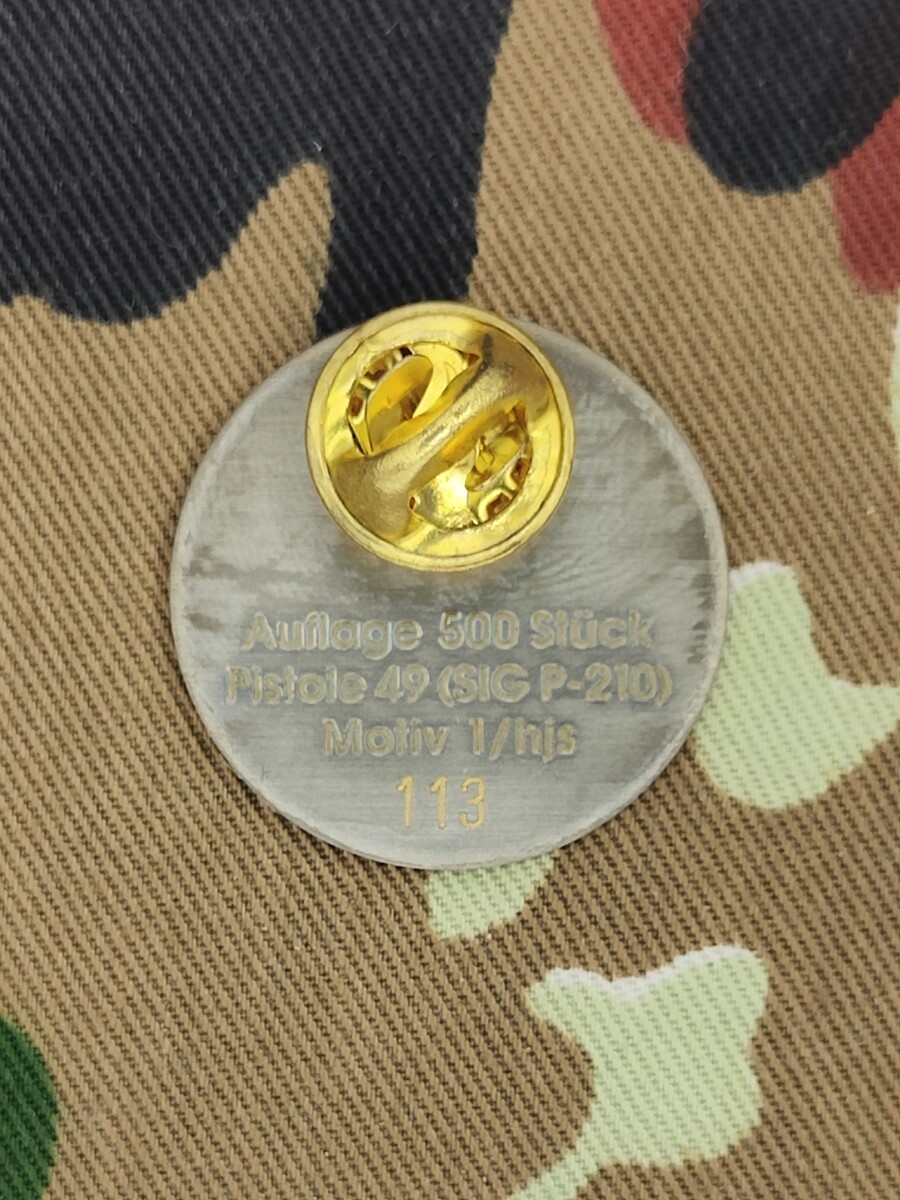 Auflage 500 Stück
Pistole 49 (SIG P-210)
Motiv 1/hjs
113